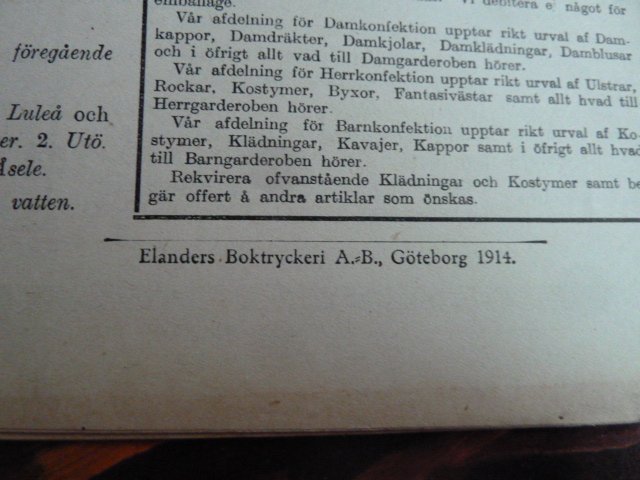 föregående
Luleå och
er. 2. Utö.
vatten.
emballage. Vi debitera e något för
Vår afdelning för Damkonfektion upptar rikt urval af Dam-
kappor, Damdräkter, Damkjolar, Damklädningar, Damblusar
och i öfrigt allt vad till Damgarderoben hörer.
Vår afdelning för Herrkonfektion upptar rikt urval af Ulstrar,
Rockar, Kostymer, Byxor, Fantasivästar samt allt hvad till
Herrgarderoben hörer.
Vår afdelning för Barnkonfektion upptar rikt urval af Ko-
stymer, Klädningar, Kavajer, Kappor samt i öfrigt allt hvad
till Barngarderoben hörer.
Rekvirera ofvanstående Klädningar och Kostymer samt be-
gär offert å andra artiklar som önskas.
Elanders Boktryckeri A.-B., Göteborg 1914.